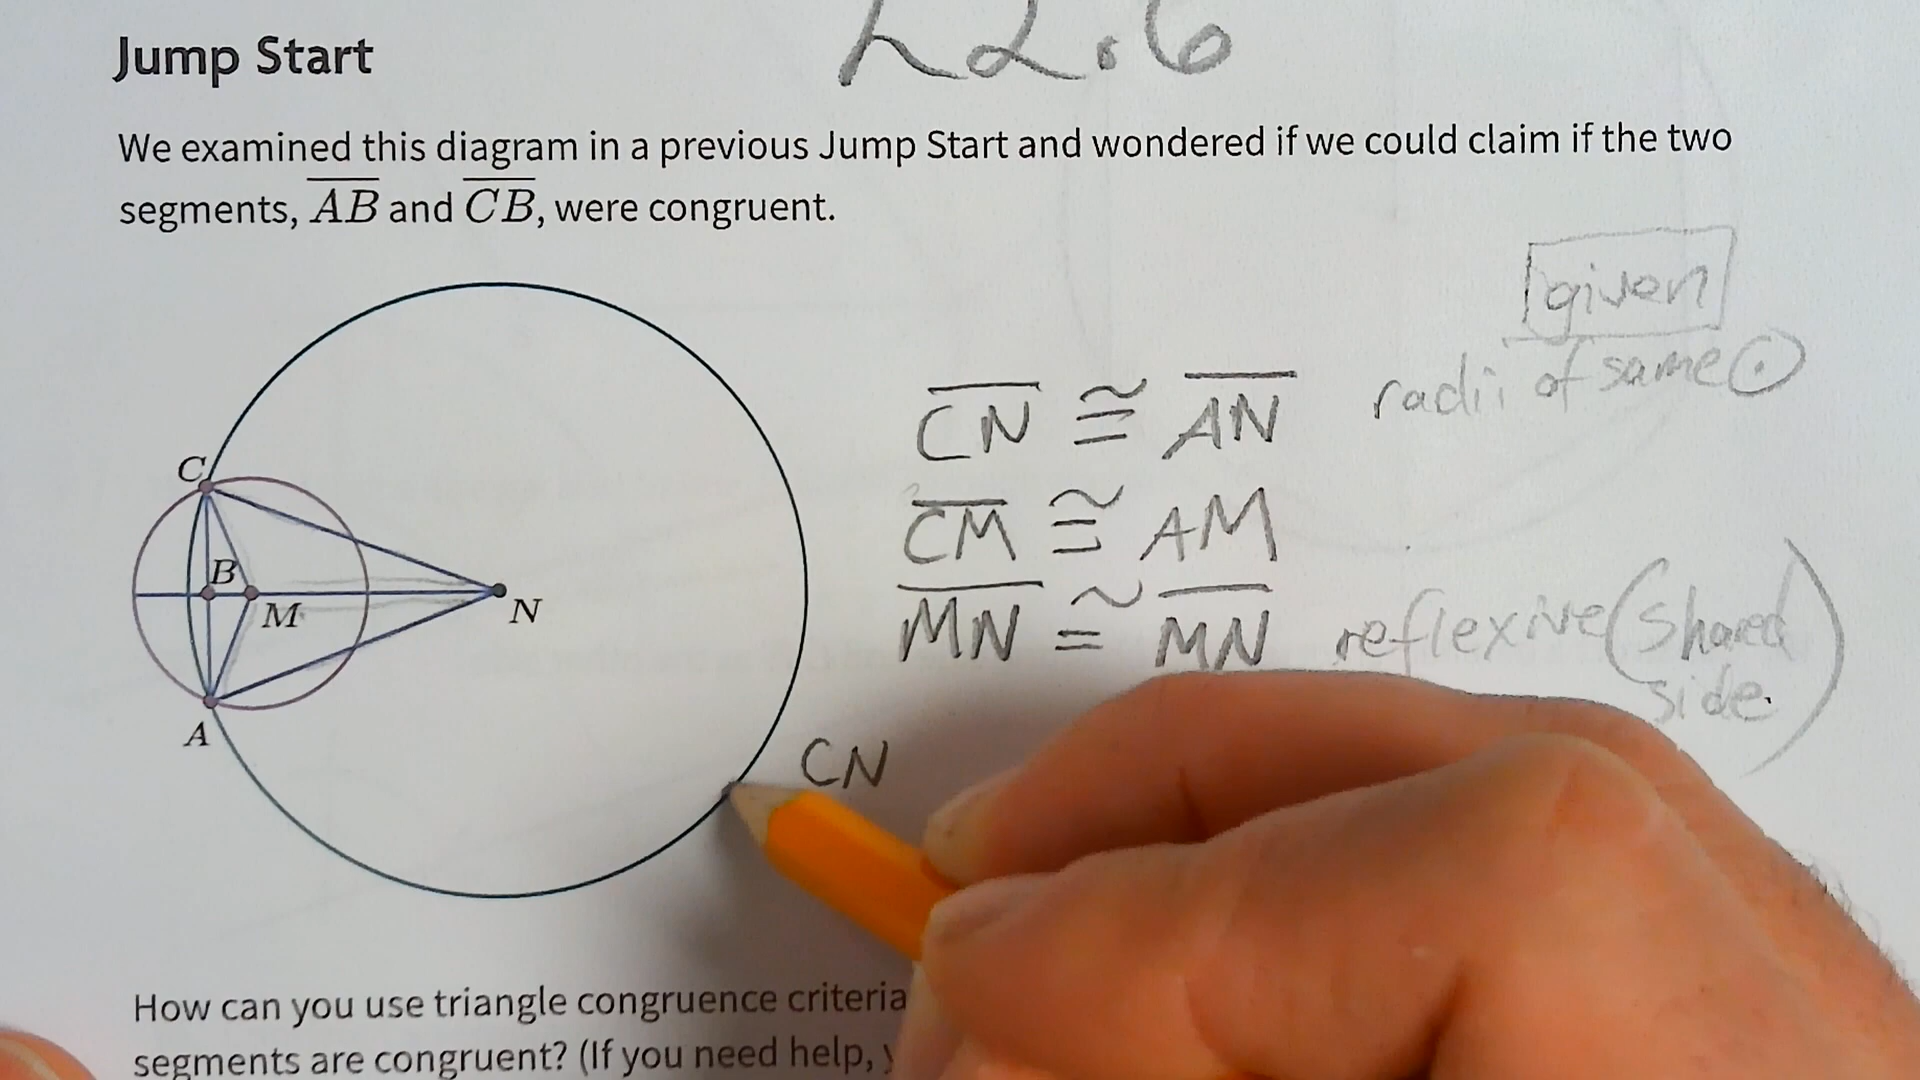 L2.6
Jump Start
We examined this diagram in a previous Jump Start and wondered if we could claim if the two
segments, AB and CB, were congruent.
given
CN ≅ AN radii of same ⊙
CM ≅ AM
MN ≅ MN reflexive (shared
side)
C
B
M
N
A
CN
How can you use triangle congruence criteria
segments are congruent? (If you need help,